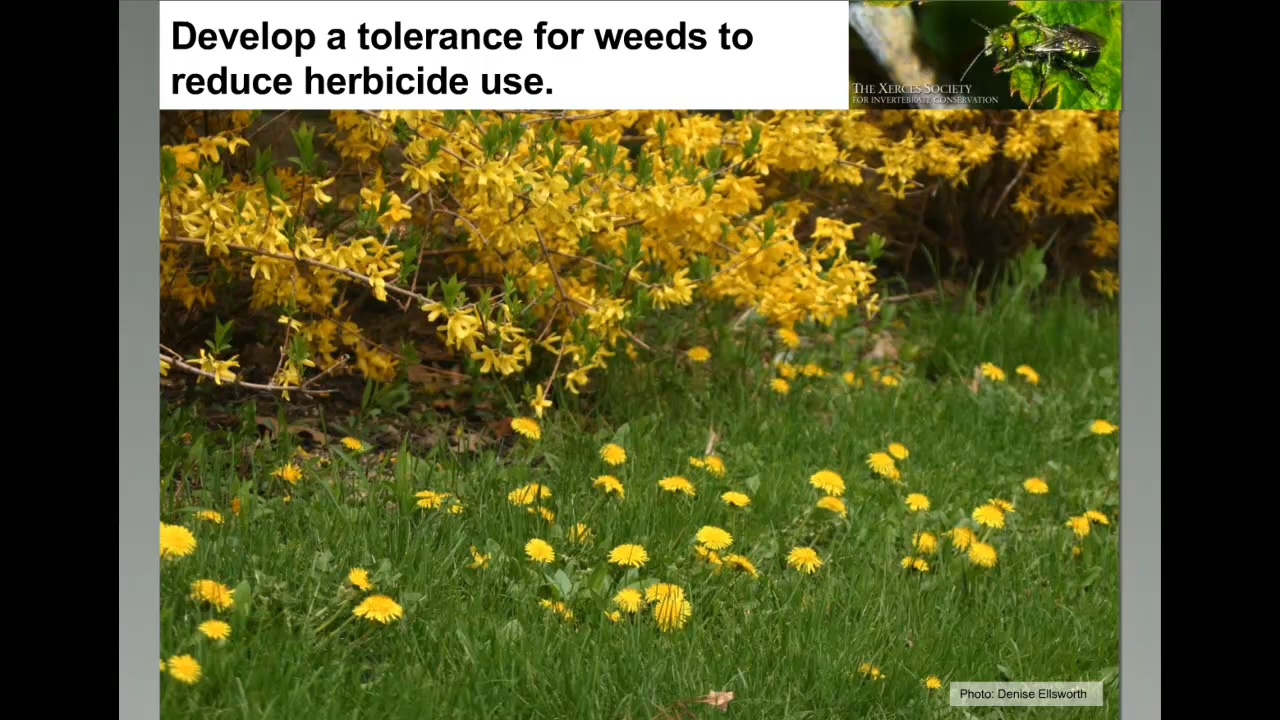 Develop a tolerance for weeds to
reduce herbicide use.
THE XERCES SOCIETY
FOR INVERTEBRATE CONSERVATION
Photo: Denise Ellsworth